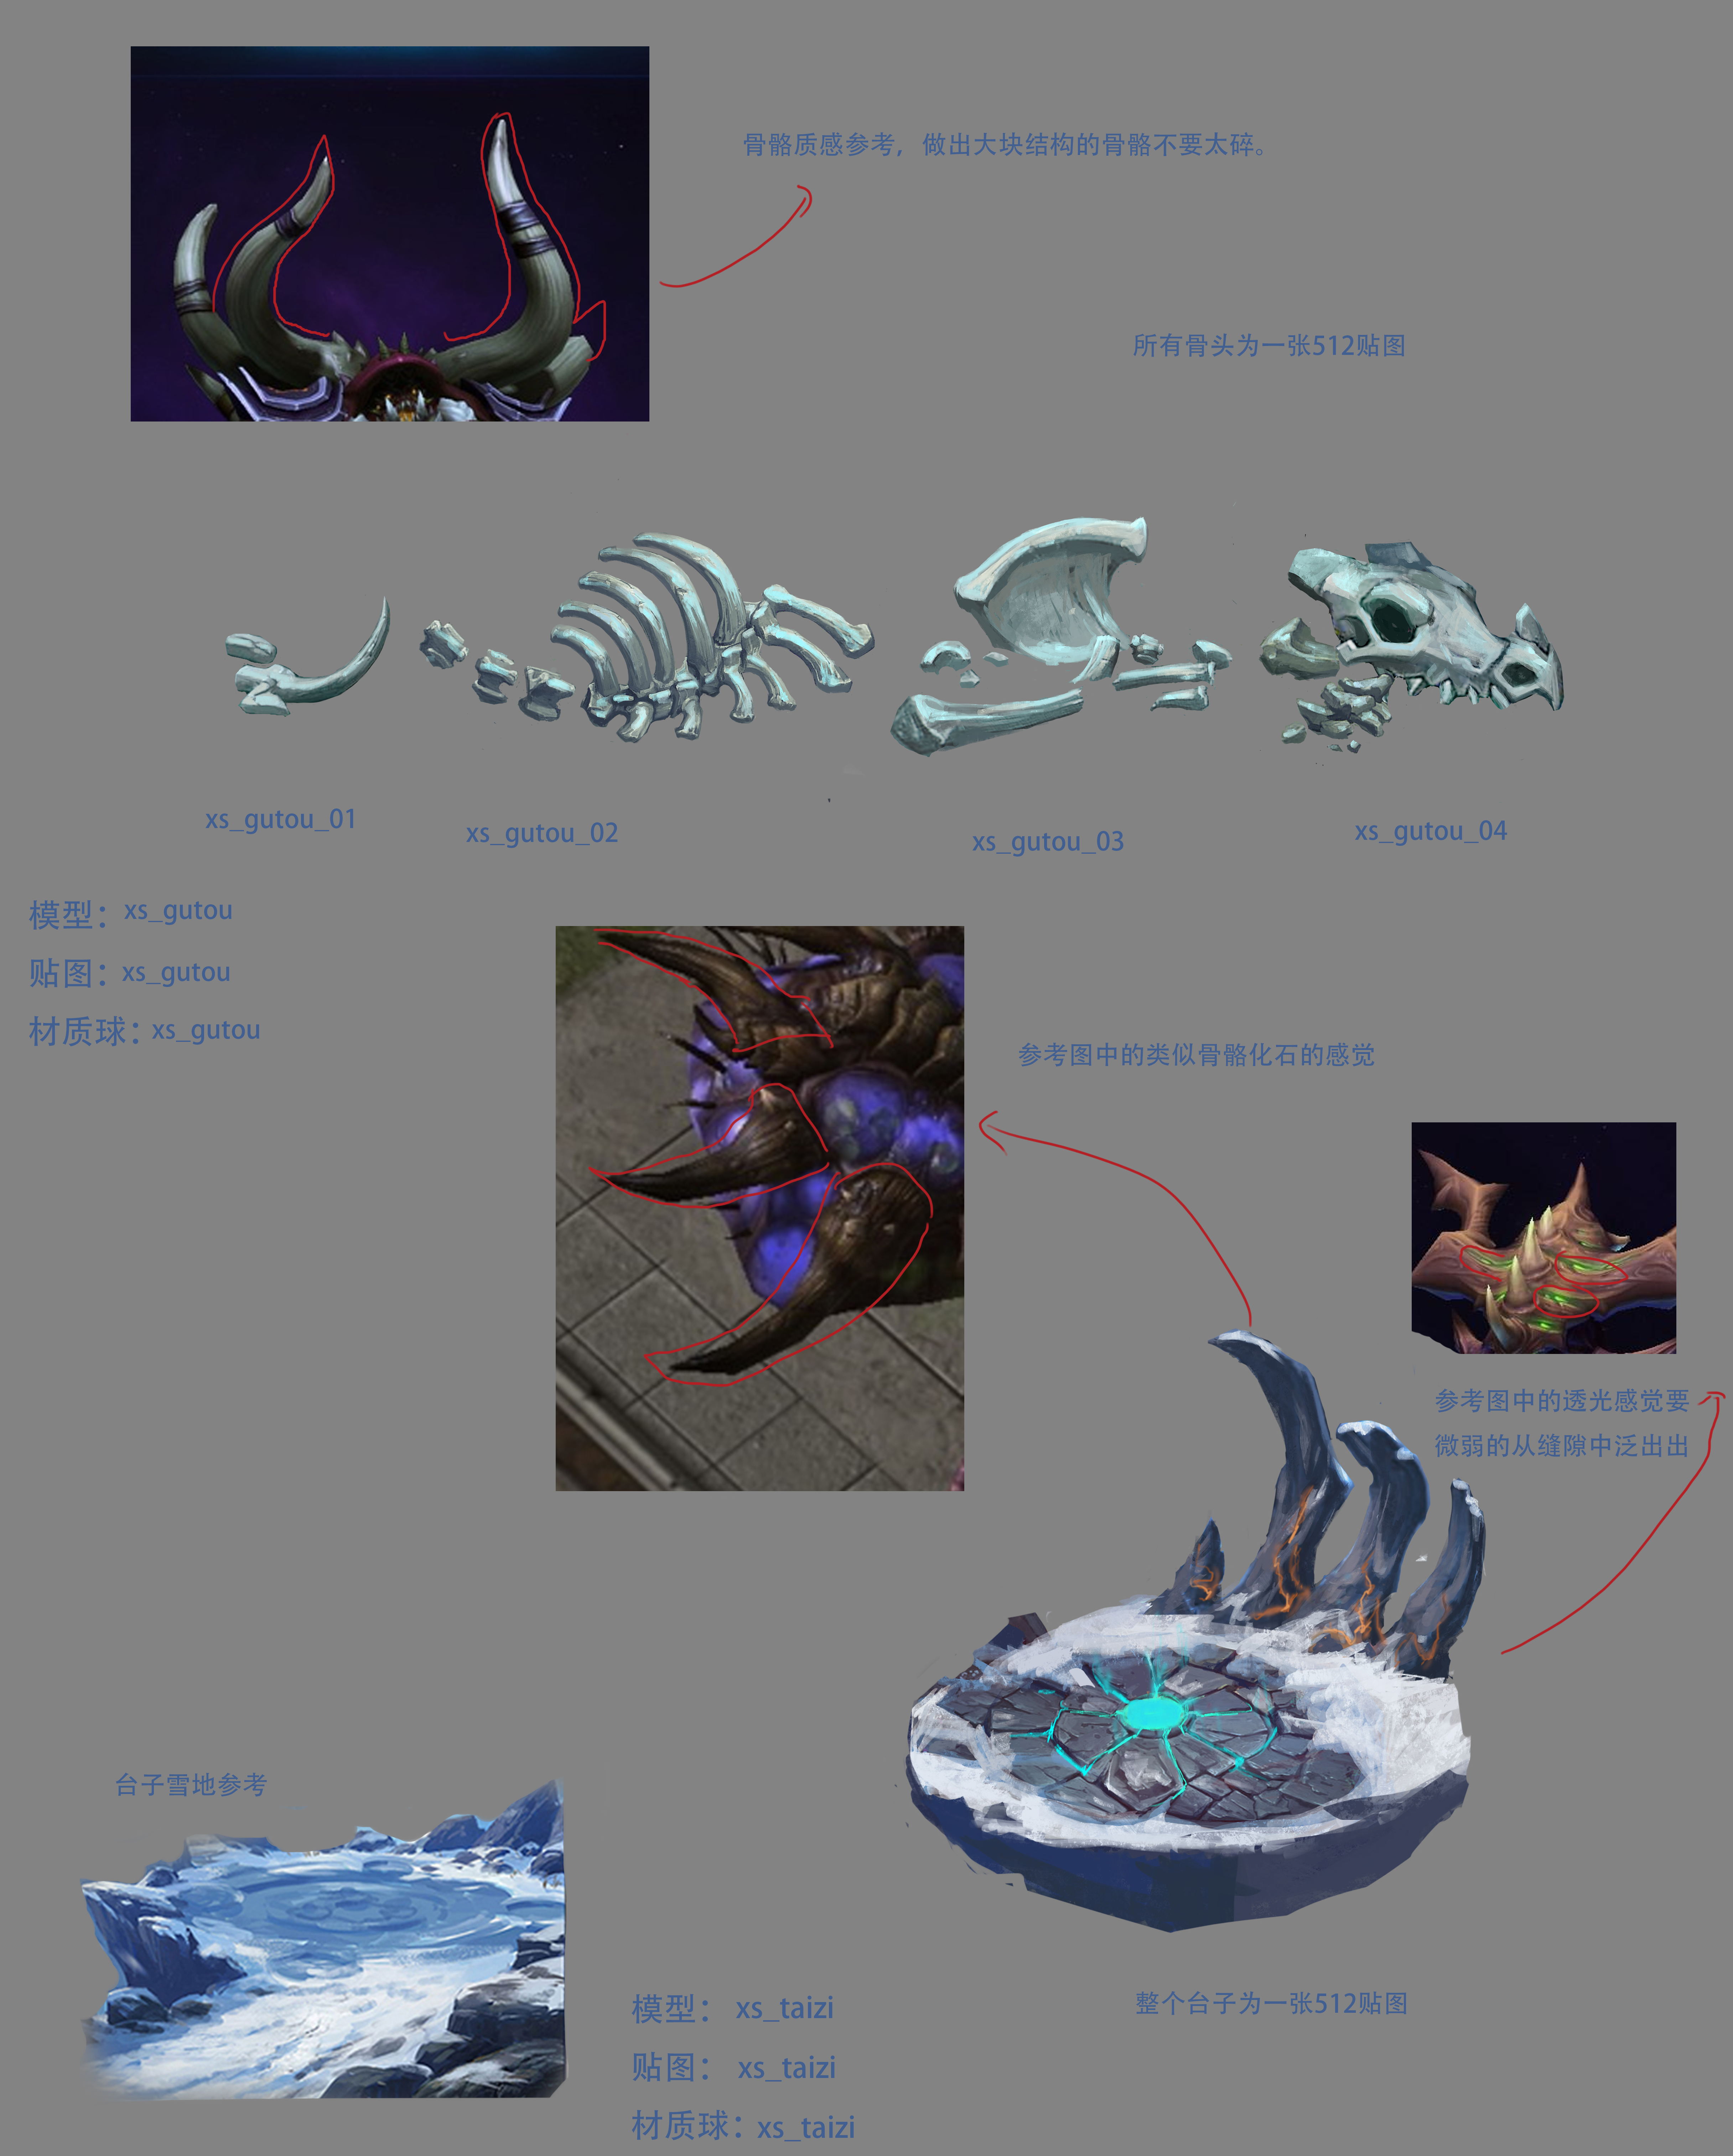 骨骼质感参考，做出大块结构的骨骼不要太碎。
所有骨头为一张512贴图
xs_gutou_01
xs_gutou_02
xs_gutou_03
xs_gutou_04
模型：xs_gutou
贴图：xs_gutou
材质球：xs_gutou
参考图中的类似骨骼化石的感觉
参考图中的透光感觉要
微弱的从缝隙中泛出出
台子雪地参考
整个台子为一张512贴图
模型： xs_taizi
贴图： xs_taizi
材质球：xs_taizi